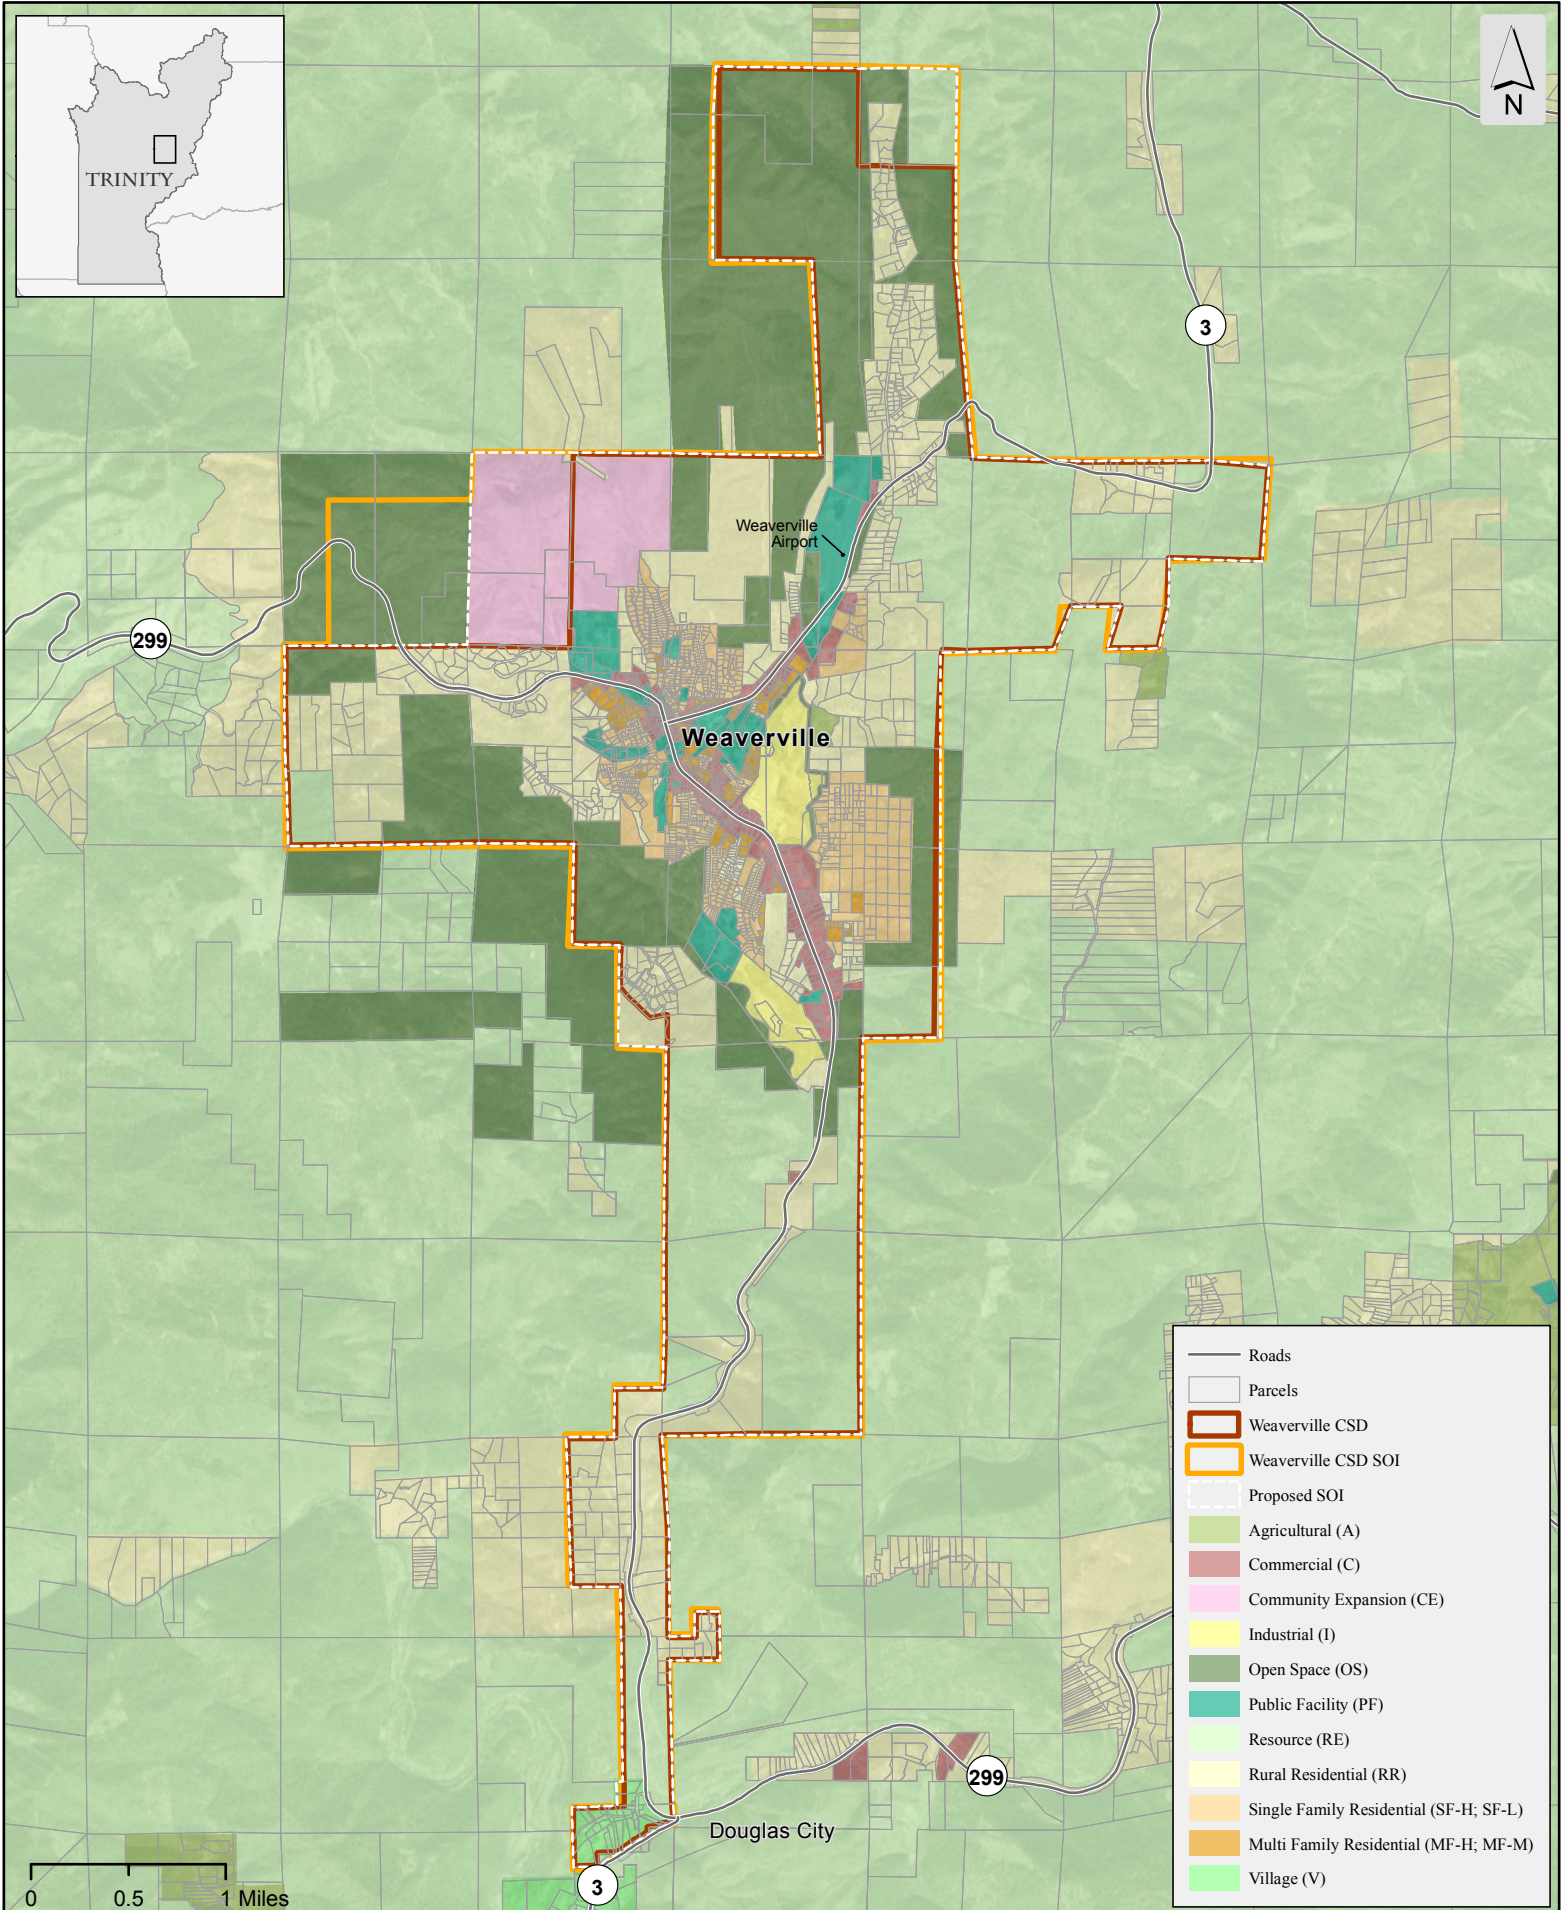 TRINITY
N
3
Weaverville
Airport
299
Weaverville
Roads
Parcels
Weaverville CSD
Weaverville CSD SOI
Proposed SOI
Agricultural (A)
Commercial (C)
Community Expansion (CE)
Industrial (I)
Open Space (OS)
Public Facility (PF)
Resource (RE)
Rural Residential (RR)
Single Family Residential (SF-H; SF-L)
Multi Family Residential (MF-H; MF-M)
Village (V)
299
Douglas City
3
0 0.5 1 Miles